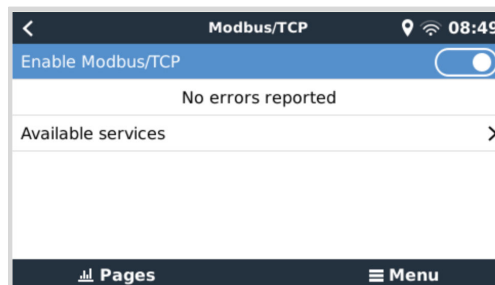 Modbus/TCP 08:49
Enable Modbus/TCP
No errors reported
Available services
Pages Menu